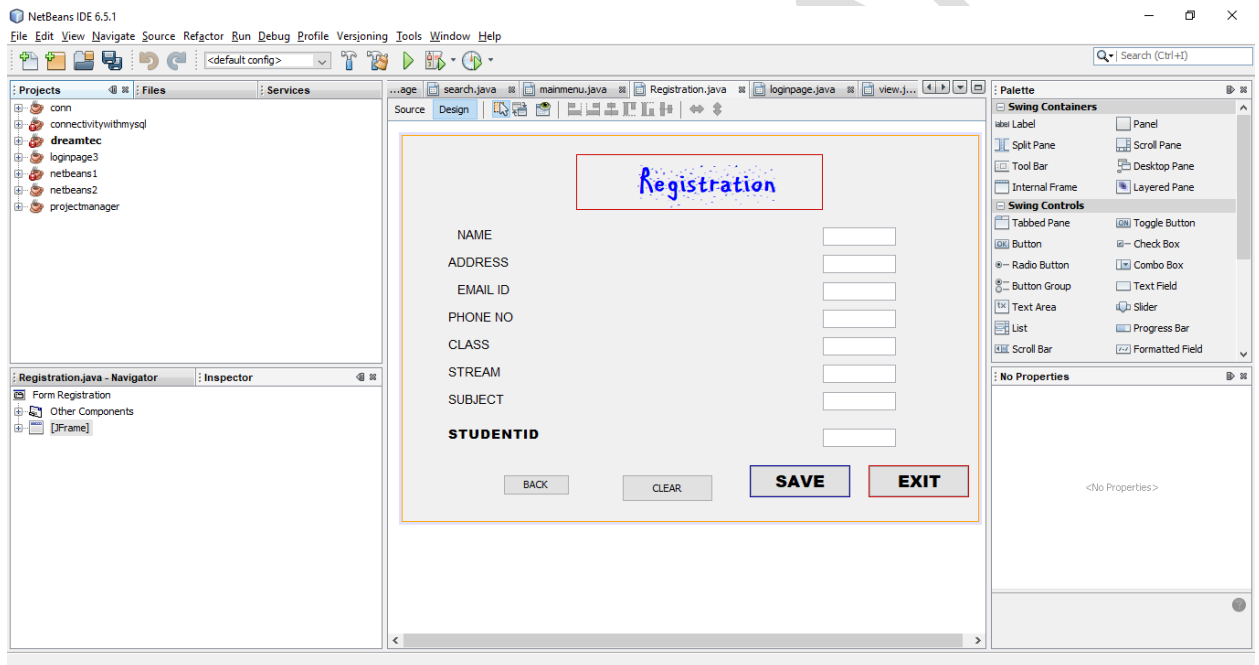 NetBeans IDE 6.5.1
File Edit View Navigate Source Refactor Run Debug Profile Versioning Tools Window Help
<default config>
Search (Ctrl+I)
Projects Files Services
conn
connectivitywithmysql
dreamtec
loginpage3
netbeans1
netbeans2
projectmanager
Registration.java - Navigator Inspector
Form Registration
Other Components
[JFrame]
...age search.java mainmenu.java Registration.java loginpage.java view.j...
Source Design
Registration
NAME
ADDRESS
EMAIL ID
PHONE NO
CLASS
STREAM
SUBJECT
STUDENTID
BACK CLEAR SAVE EXIT
Palette
Swing Containers
label Label Panel
Split Pane Scroll Pane
Tool Bar Desktop Pane
Internal Frame Layered Pane
Swing Controls
Tabbed Pane ON Toggle Button
OK Button Check Box
Radio Button Combo Box
Button Group Text Field
tx Text Area Slider
List Progress Bar
Scroll Bar Formatted Field
No Properties
<No Properties>